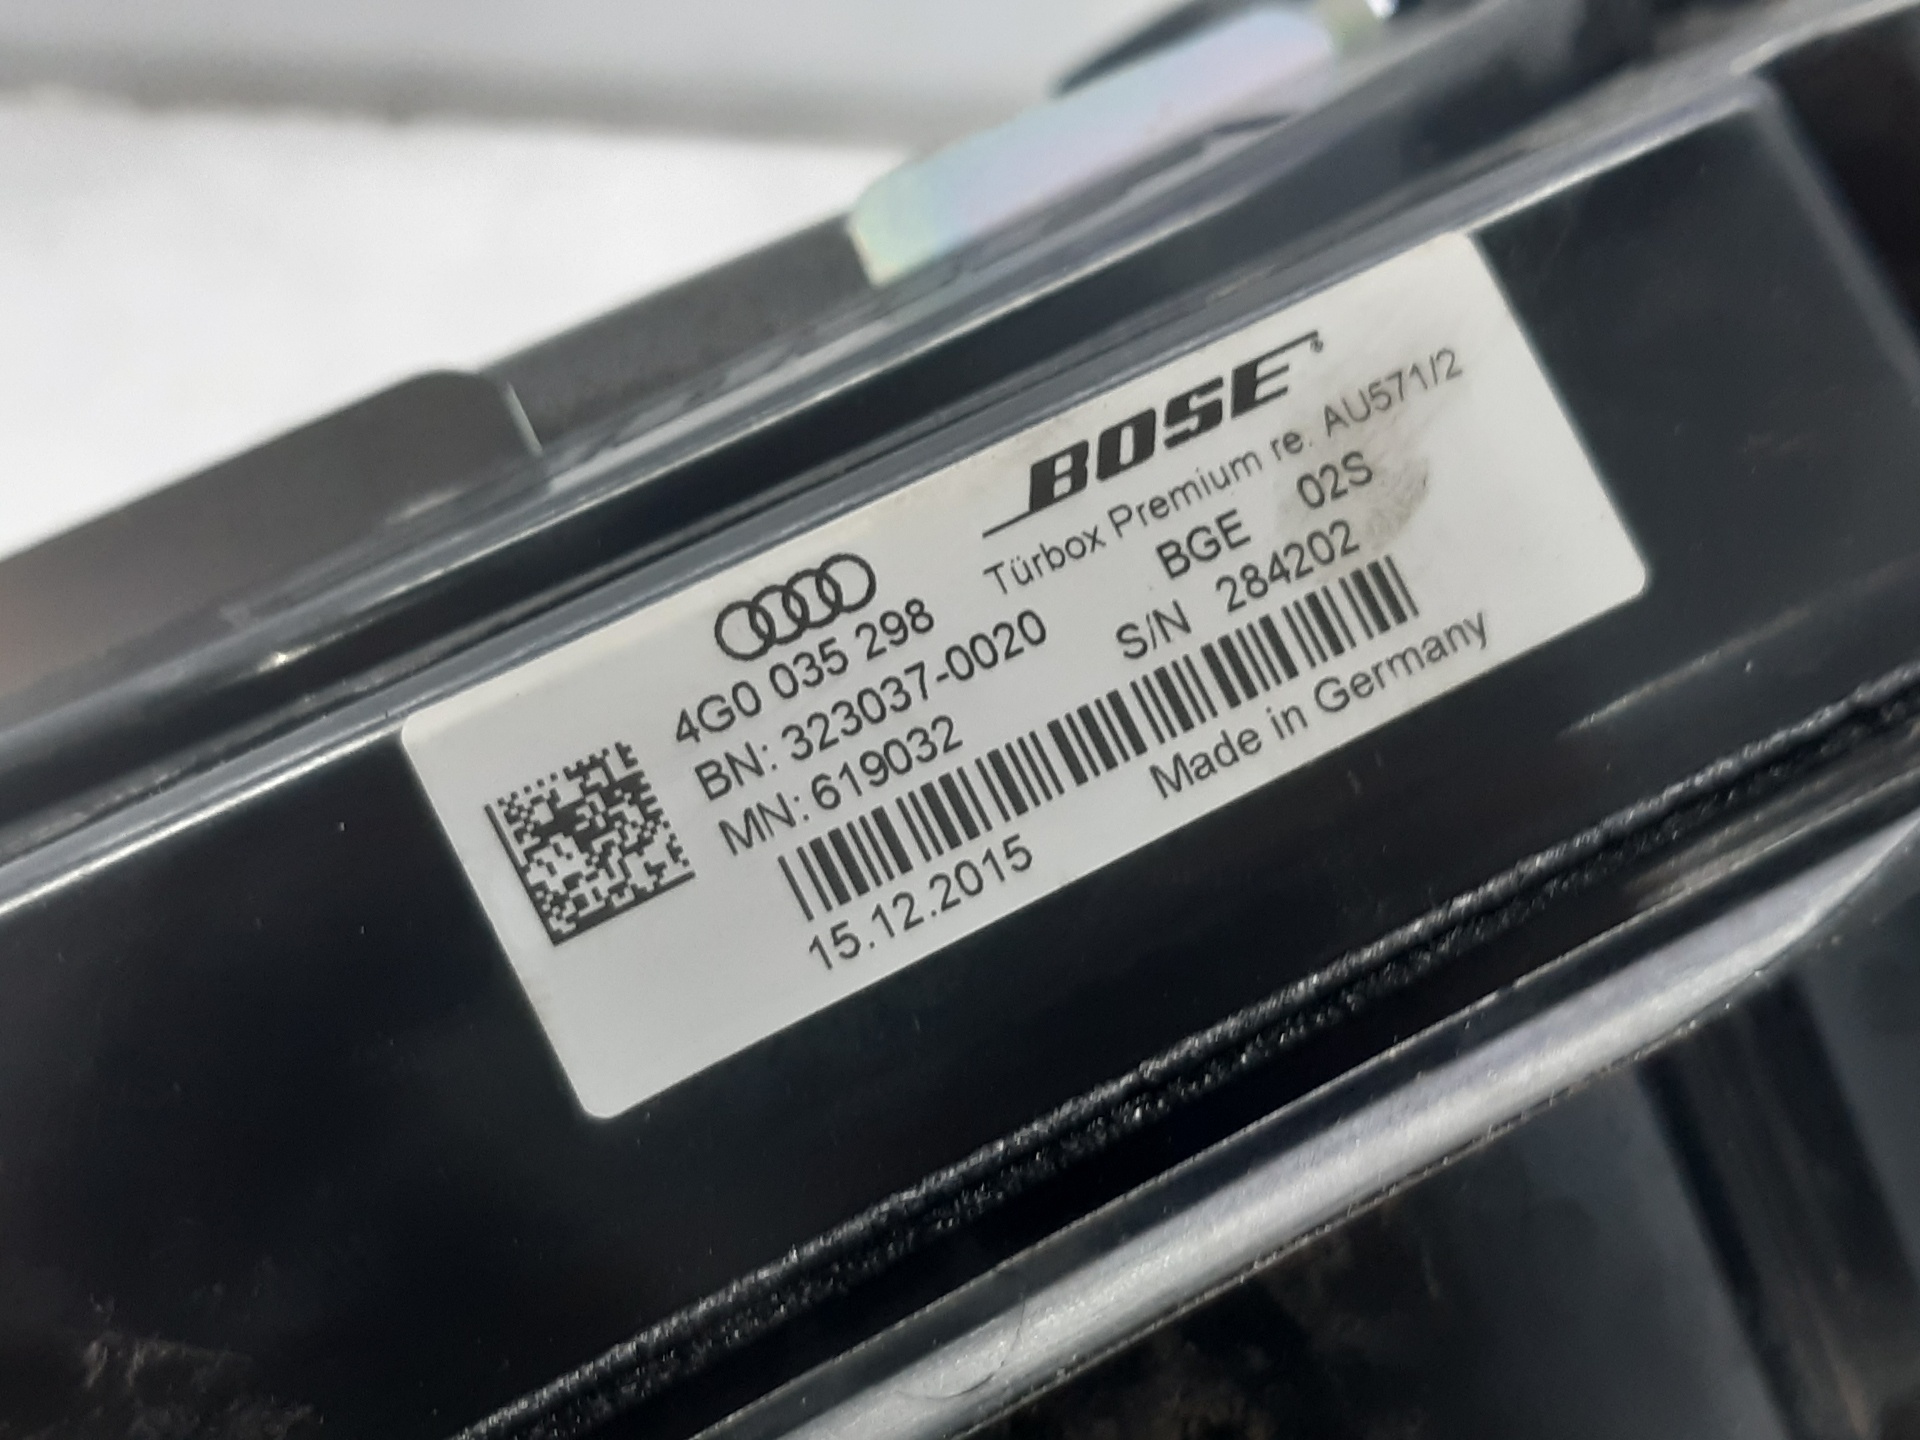 BOSE®
Türbox Premium re. AU571/2
4G0 035 298 BGE 02S
BN: 323037-0020 S/N 284202
MN: 619032
15.12.2015 Made in Germany